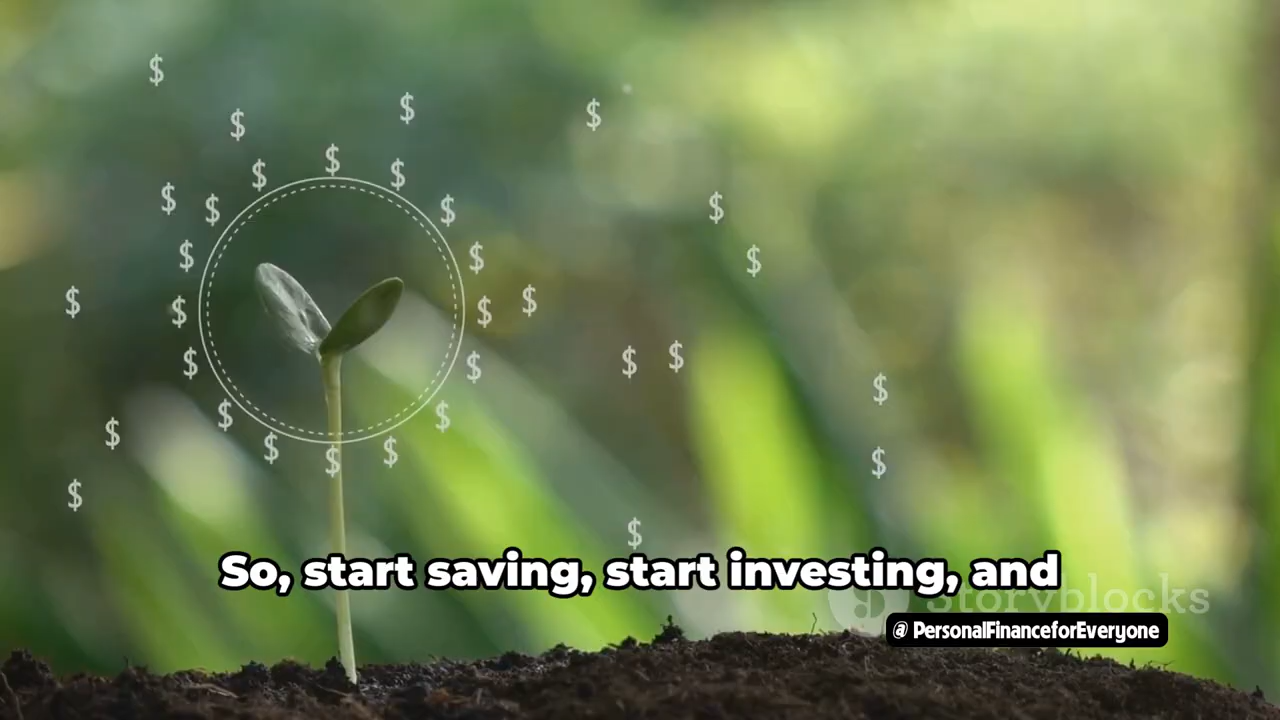 So, start saving, start investing, and
Storyblocks
@ PersonalFinanceforEveryone